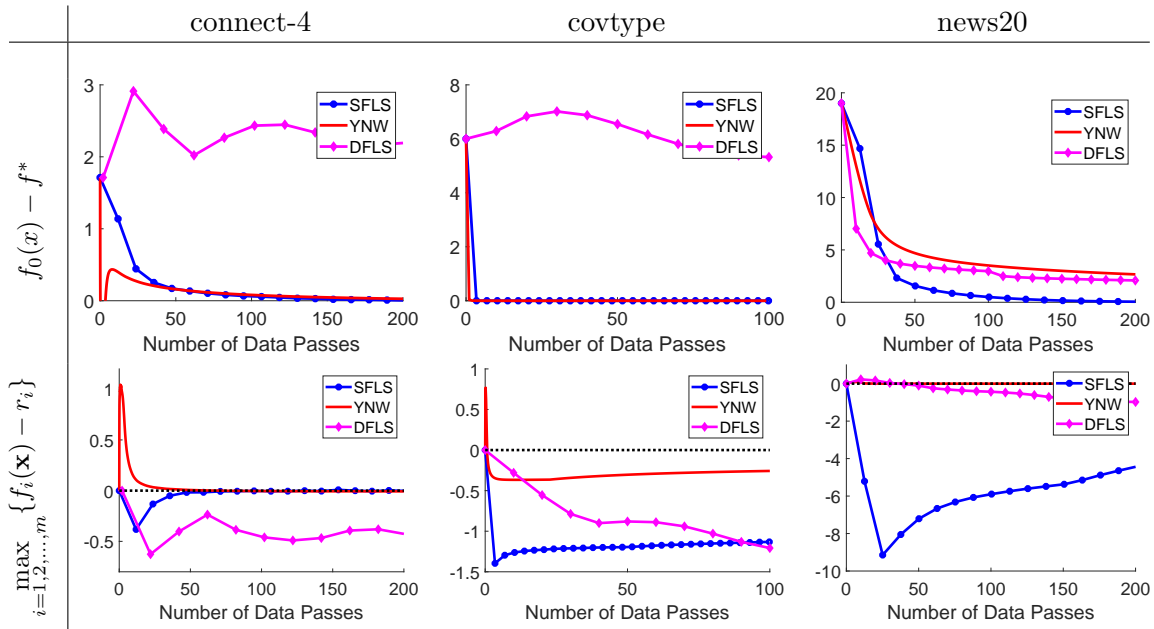 connect-4 covtype news20
f_0(x) − f*
3
2
1
0
0 50 100 150 200
Number of Data Passes
SFLS
YNW
DFLS
8
6
4
2
0
0 50 100
Number of Data Passes
SFLS
YNW
DFLS
20
15
10
5
0
0 50 100 150 200
Number of Data Passes
SFLS
YNW
DFLS
max_{i=1,2,...,m} {f_i(𝐱) − r_i}
1
0.5
0
-0.5
0 50 100 150 200
Number of Data Passes
SFLS
YNW
DFLS
1
0.5
0
-0.5
-1
-1.5
0 50 100
Number of Data Passes
SFLS
YNW
DFLS
0
-2
-4
-6
-8
-10
0 50 100 150 200
Number of Data Passes
SFLS
YNW
DFLS